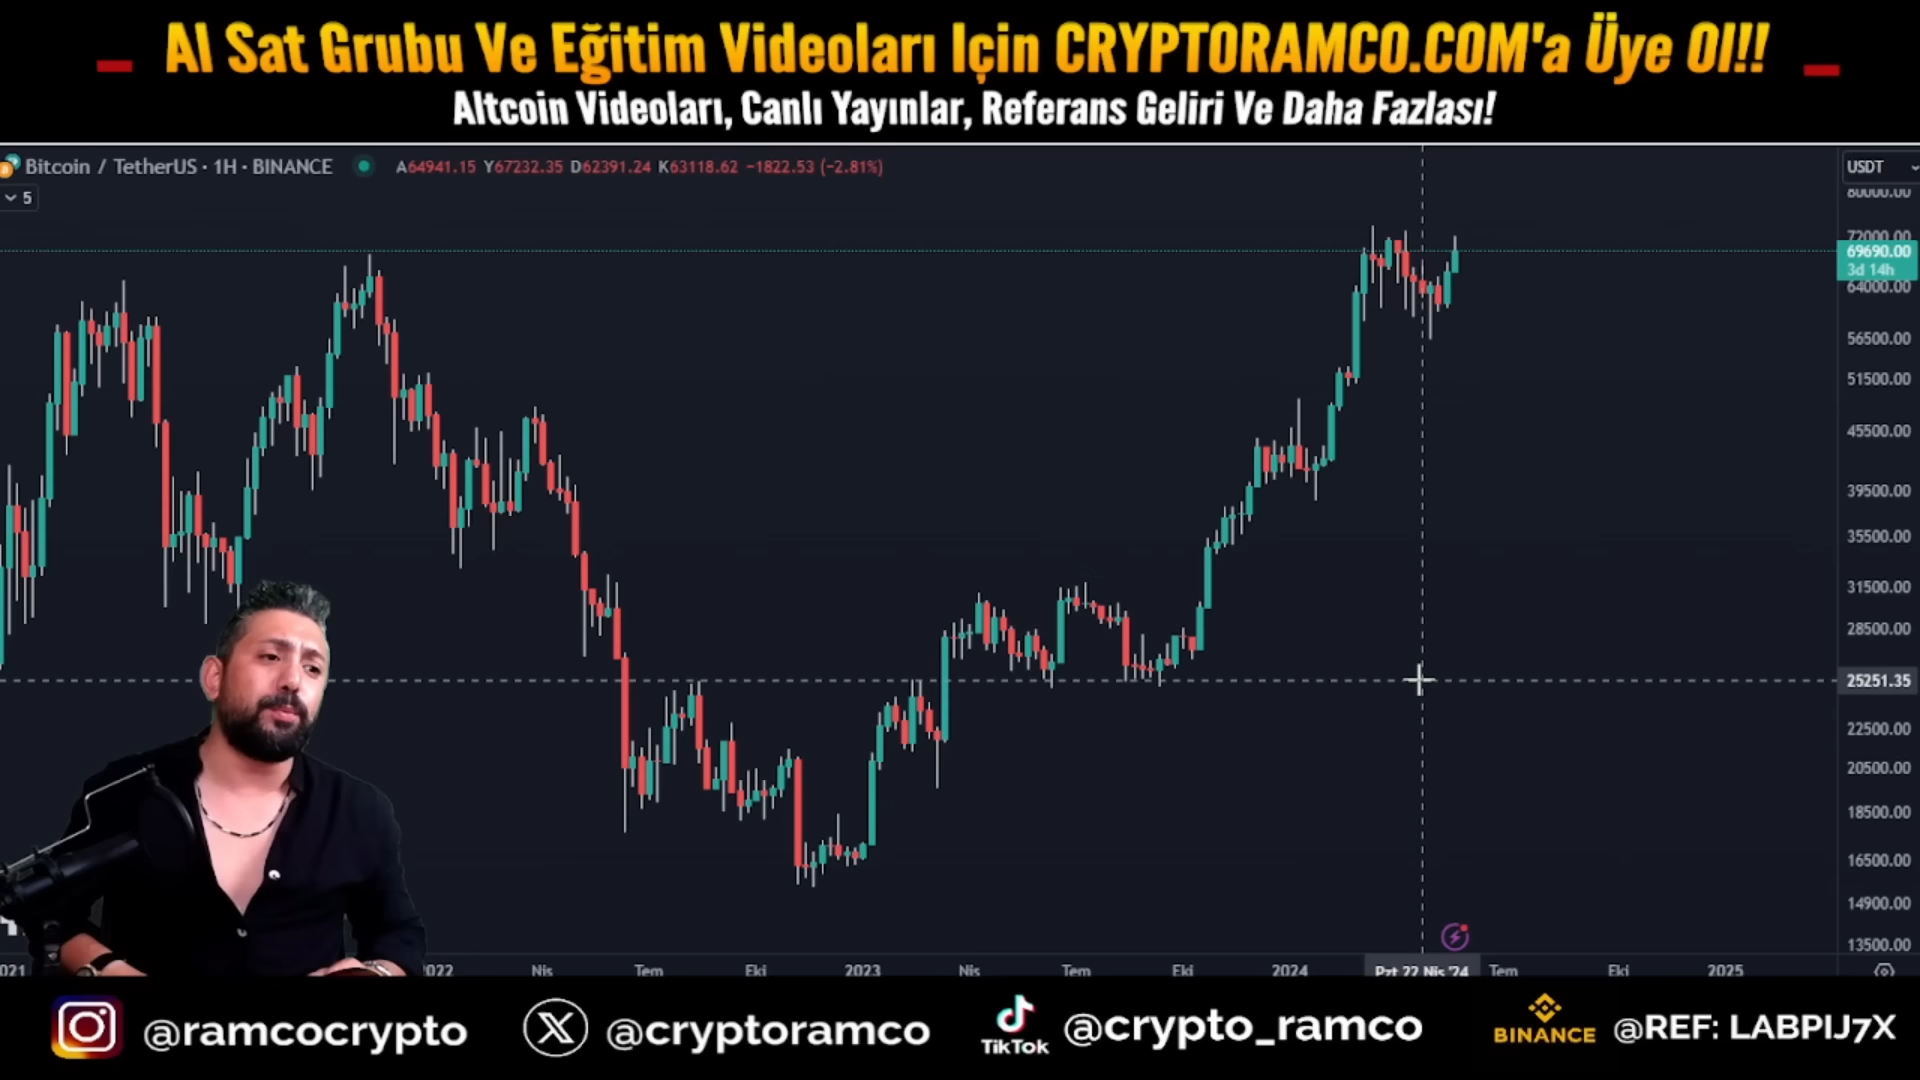 Al Sat Grubu Ve Eğitim Videoları Için CRYPTORAMCO.COM'a Üye Ol!!
Altcoin Videoları, Canlı Yayınlar, Referans Geliri Ve Daha Fazlası!
Bitcoin / TetherUS · 1H · BINANCE
A64941.15 Y67232.35 D62391.24 K63118.62 −1822.53 (−2.81%)
USDT
5
80000.00
72000.00
69690.00
3d 14h
64000.00
56500.00
51500.00
45500.00
39500.00
35500.00
31500.00
28500.00
25251.35
22500.00
20500.00
18500.00
16500.00
14900.00
13500.00
2021
2022
Nis
Tem
Eki
2023
Nis
Tem
Eki
2024
Pzt 22 Nis '24
Tem
Eki
2025
@ramcocrypto
@cryptoramco
TikTok
@crypto_ramco
BINANCE
@REF: LABPIJ7X